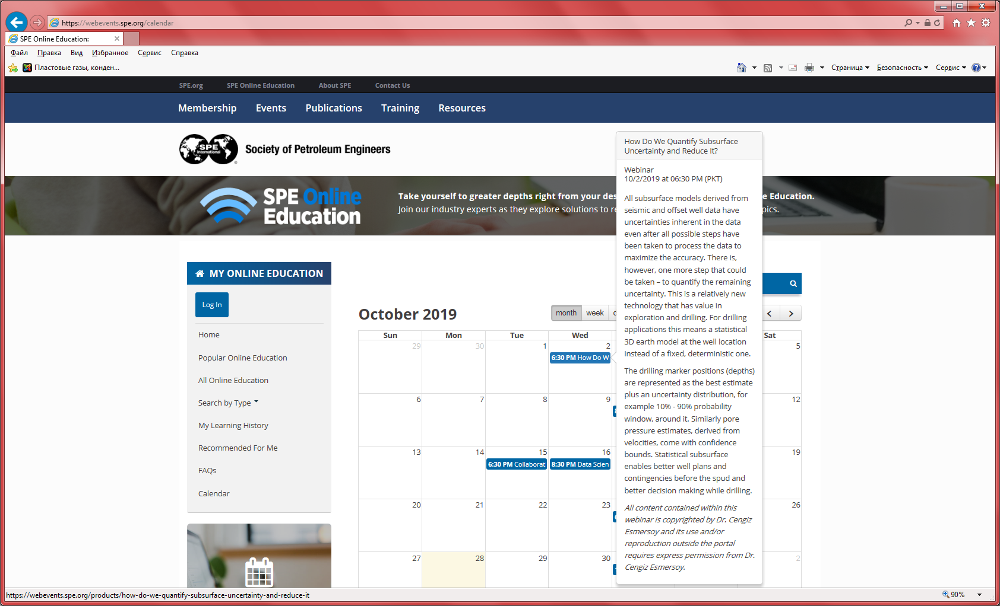 https://webevents.spe.org/calendar
SPE Online Education:
Файл Правка Вид Избранное Сервис Справка
Пластовые газы, конден...
Страница Безопасность Сервис
SPE.org SPE Online Education About SPE Contact Us
Membership Events Publications Training Resources
SPE
International
Society of Petroleum Engineers
SPE Online
Education
Take yourself to greater depths right from your des
e Education.
Join our industry experts as they explore solutions to re
pics.
How Do We Quantify Subsurface
Uncertainty and Reduce It?
Webinar
10/2/2019 at 06:30 PM (PKT)
All subsurface models derived from
seismic and offset well data have
uncertainties inherent in the data
even after all possible steps have
been taken to process the data to
maximize the accuracy. There is,
however, one more step that could
be taken – to quantify the remaining
uncertainty. This is a relatively new
technology that has value in
exploration and drilling. For drilling
applications this means a statistical
3D earth model at the well location
instead of a fixed, deterministic one.
The drilling marker positions (depths)
are represented as the best estimate
plus an uncertainty distribution, for
example 10% - 90% probability
window, around it. Similarly pore
pressure estimates, derived from
velocities, come with confidence
bounds. Statistical subsurface
enables better well plans and
contingencies before the spud and
better decision making while drilling.
All content contained within this
webinar is copyrighted by Dr. Cengiz
Esmersoy and its use and/or
reproduction outside the portal
requires express permission from Dr.
Cengiz Esmersoy.
MY ONLINE EDUCATION
Log In
Home
Popular Online Education
All Online Education
Search by Type
My Learning History
Recommended For Me
FAQs
Calendar
October 2019
month week d
Sun Mon Tue Wed Sat
29 30 1 2 5
6:30 PM How Do W
6 7 8 9 12
13 14 15 16 19
6:30 PM Collaborat 8:30 PM Data Scien
20 21 22 23 26
27 28 29 30 2
https://webevents.spe.org/products/how-do-we-quantify-subsurface-uncertainty-and-reduce-it
90%